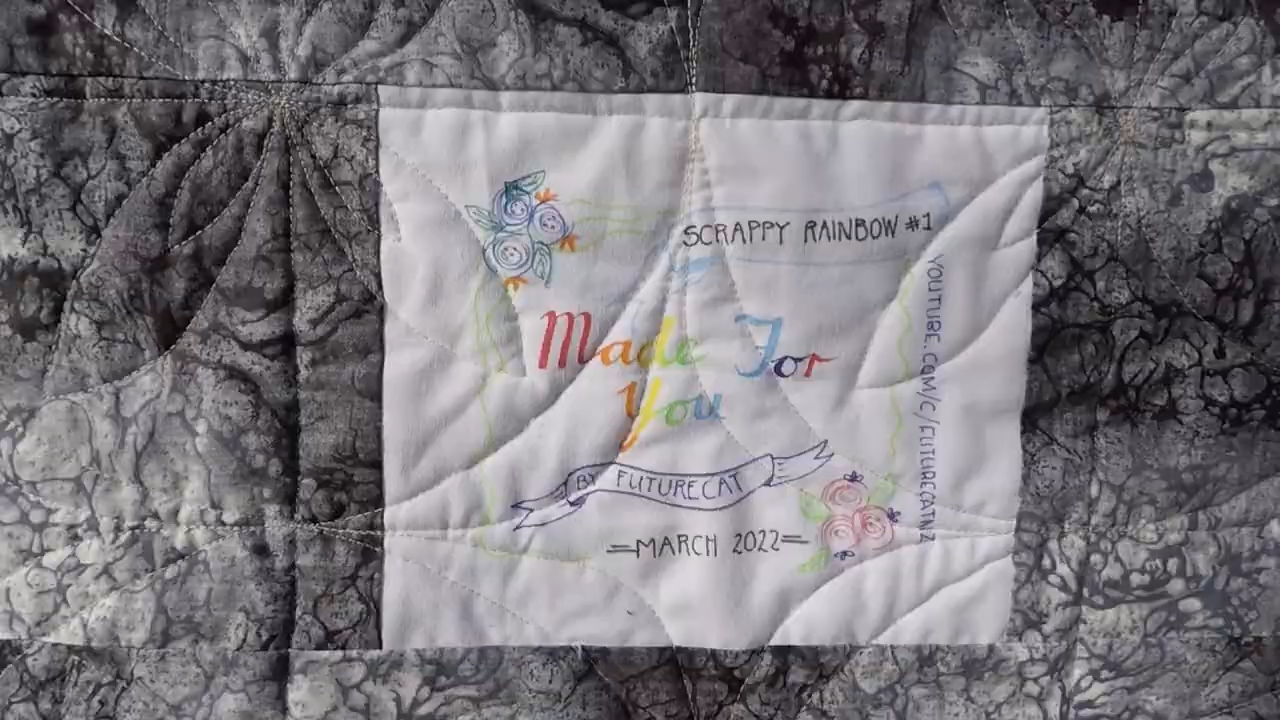 SCRAPPY RAINBOW #1
Made For
You
BY FUTURECAT
=MARCH 2022=
YOUTUBE.COM/C/FUTURECATNZ